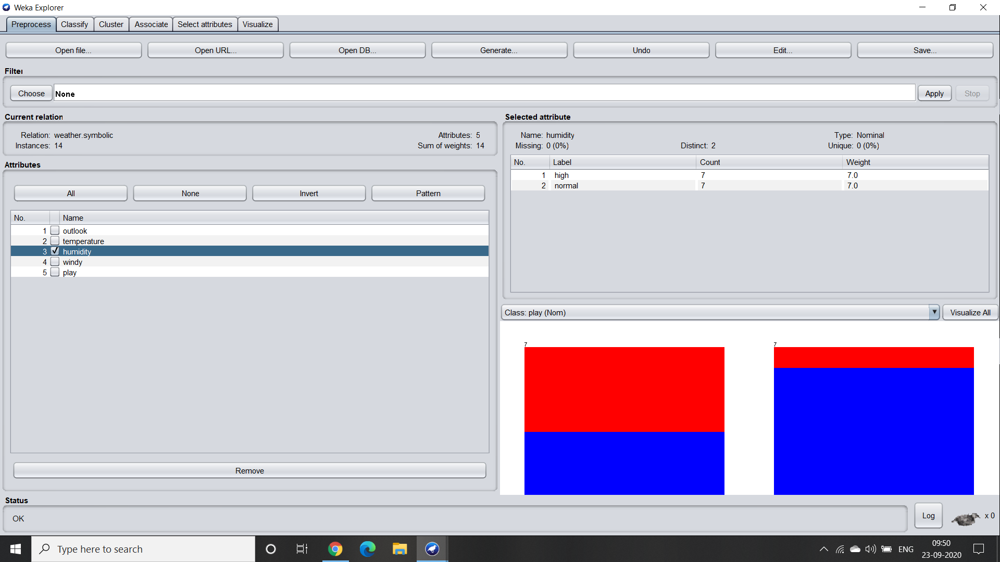 Weka Explorer
Preprocess Classify Cluster Associate Select attributes Visualize
Open file... Open URL... Open DB... Generate... Undo Edit... Save...
Filter
Choose None Apply Stop
Current relation
Relation: weather.symbolic Attributes: 5
Instances: 14 Sum of weights: 14
Attributes
All None Invert Pattern
No. Name
1 outlook
2 temperature
3 humidity
4 windy
5 play
Remove
Selected attribute
Name: humidity Type: Nominal
Missing: 0 (0%) Distinct: 2 Unique: 0 (0%)
No. Label Count Weight
1 high 7 7.0
2 normal 7 7.0
Class: play (Nom) Visualize All
7 7
Status
OK Log x 0
Type here to search
ENG
09:50
23-09-2020